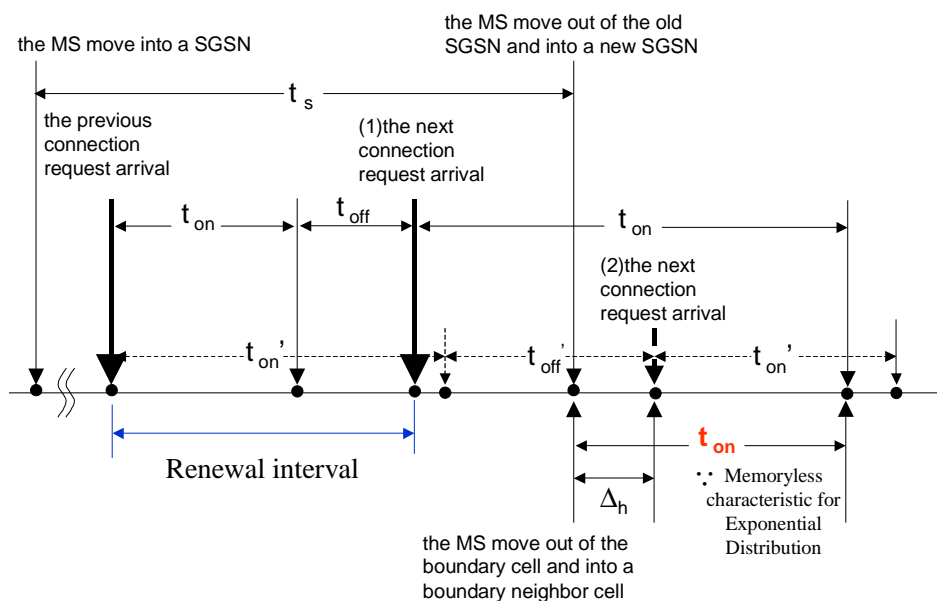 the MS move into a SGSN
the MS move out of the old
SGSN and into a new SGSN
t s
the previous
connection
request arrival
(1)the next
connection
request arrival
t on
t off
t on
(2)the next
connection
request arrival
t on’
t off’
t on’
Renewal interval
t on
Δh
∵ Memoryless
characteristic for
Exponential
Distribution
the MS move out of the
boundary cell and into a
boundary neighbor cell